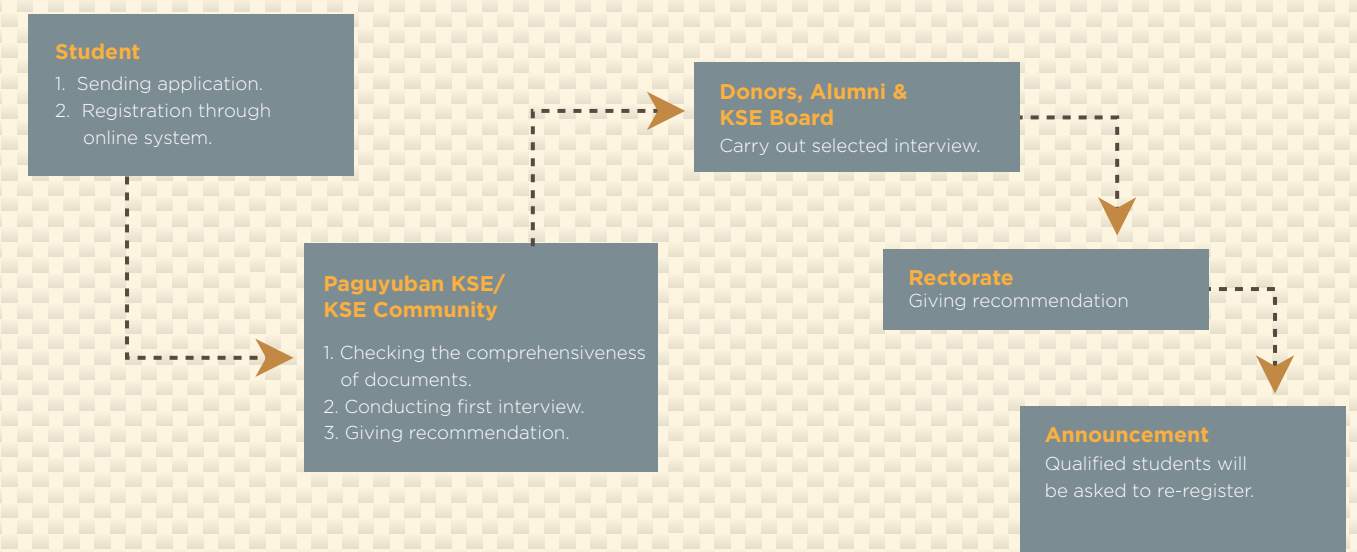 Student
1. Sending application.
2. Registration through
online system.
Paguyuban KSE/
KSE Community
1. Checking the comprehensiveness
of documents.
2. Conducting first interview.
3. Giving recommendation.
Donors, Alumni &
KSE Board
Carry out selected interview.
Rectorate
Giving recommendation
Announcement
Qualified students will
be asked to re-register.